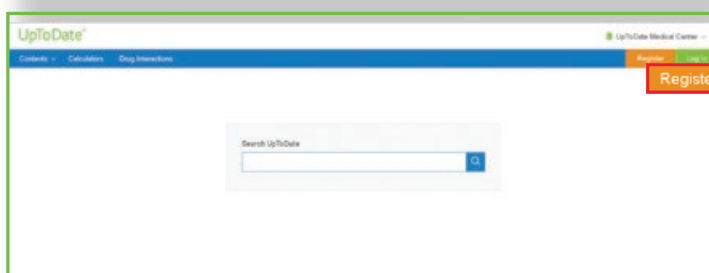 UpToDate®
UpToDate Medical Center
Contents Calculators Drug Interactions Register Log In
Registe
Search UpToDate